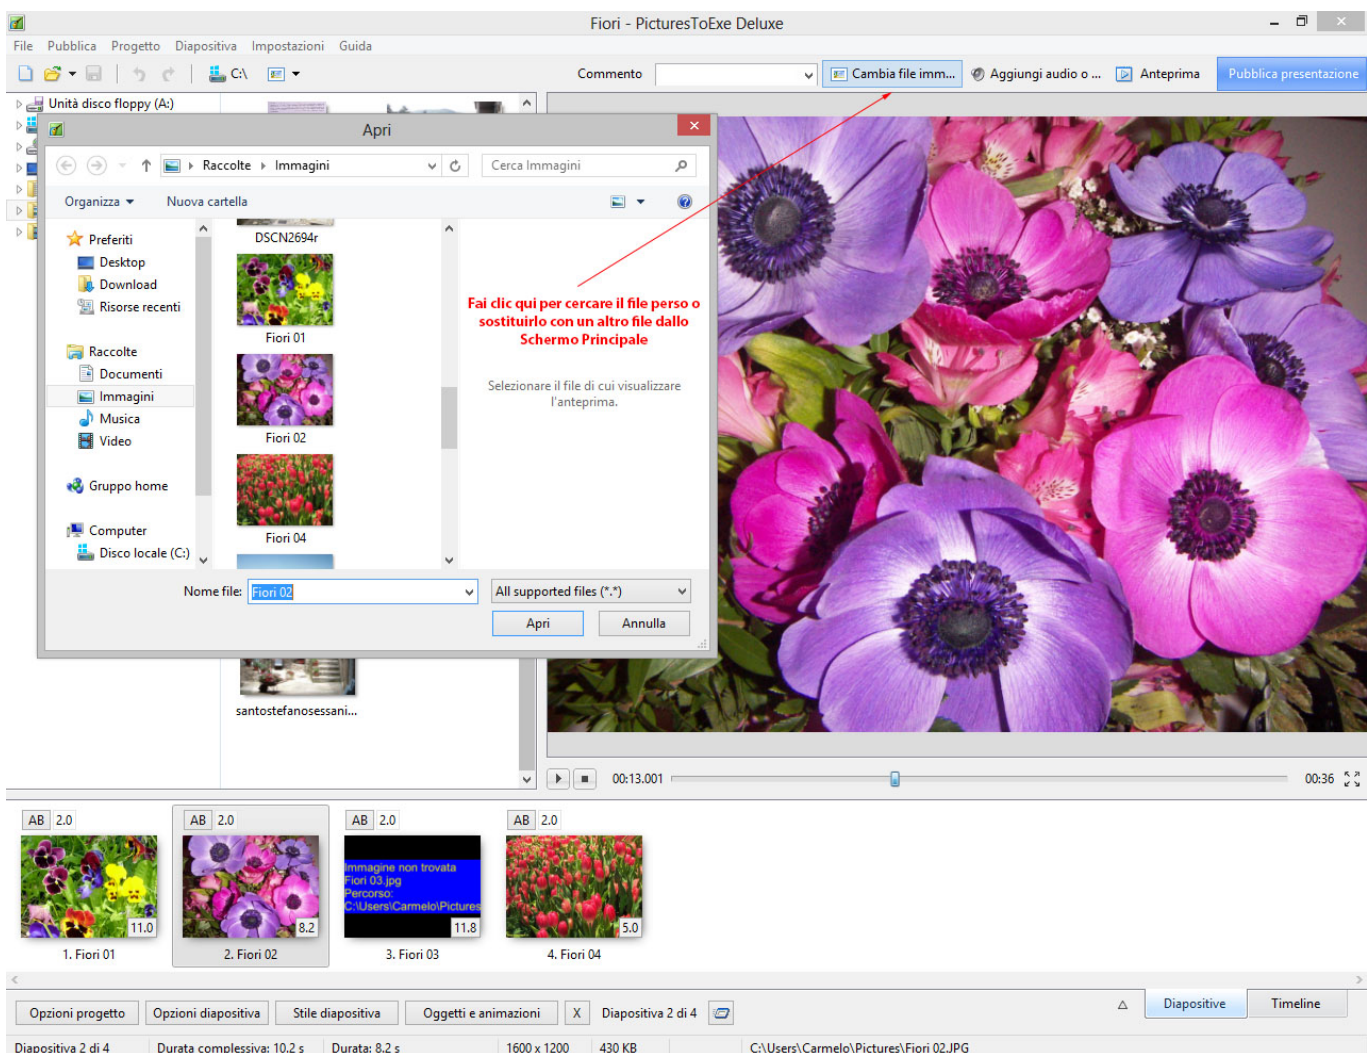 Fiori - PicturesToExe Deluxe
File Pubblica Progetto Diapositiva Impostazioni Guida
C:\ Commento Cambia file imm... Aggiungi audio o ... Anteprima Pubblica presentazione
Unità disco floppy (A:)
Apri
Raccolte Immagini Cerca Immagini
Organizza Nuova cartella
Preferiti
Desktop
Download
Risorse recenti
Raccolte
Documenti
Immagini
Musica
Video
Gruppo home
Computer
Disco locale (C:)
DSCN2694r
Fiori 01
Fiori 02
Fiori 04
Fai clic qui per cercare il file perso o
sostituirlo con un altro file dallo
Schermo Principale
Selezionare il file di cui visualizzare
l'anteprima.
Nome file: Fiori 02 All supported files (*.*)
Apri Annulla
santostefanosessani...
00:13.001 00:36
AB 2.0 AB 2.0 AB 2.0 AB 2.0
Immagine non trovata
Fiori 03.jpg
Percorso:
C:\Users\Carmelo\Pictures
11.0 8.2 11.8 5.0
1. Fiori 01 2. Fiori 02 3. Fiori 03 4. Fiori 04
Opzioni progetto Opzioni diapositiva Stile diapositiva Oggetti e animazioni X Diapositiva 2 di 4 Diapositive Timeline
Diapositiva 2 di 4 Durata complessiva: 10.2 s Durata: 8.2 s 1600 x 1200 430 KB C:\Users\Carmelo\Pictures\Fiori 02.JPG